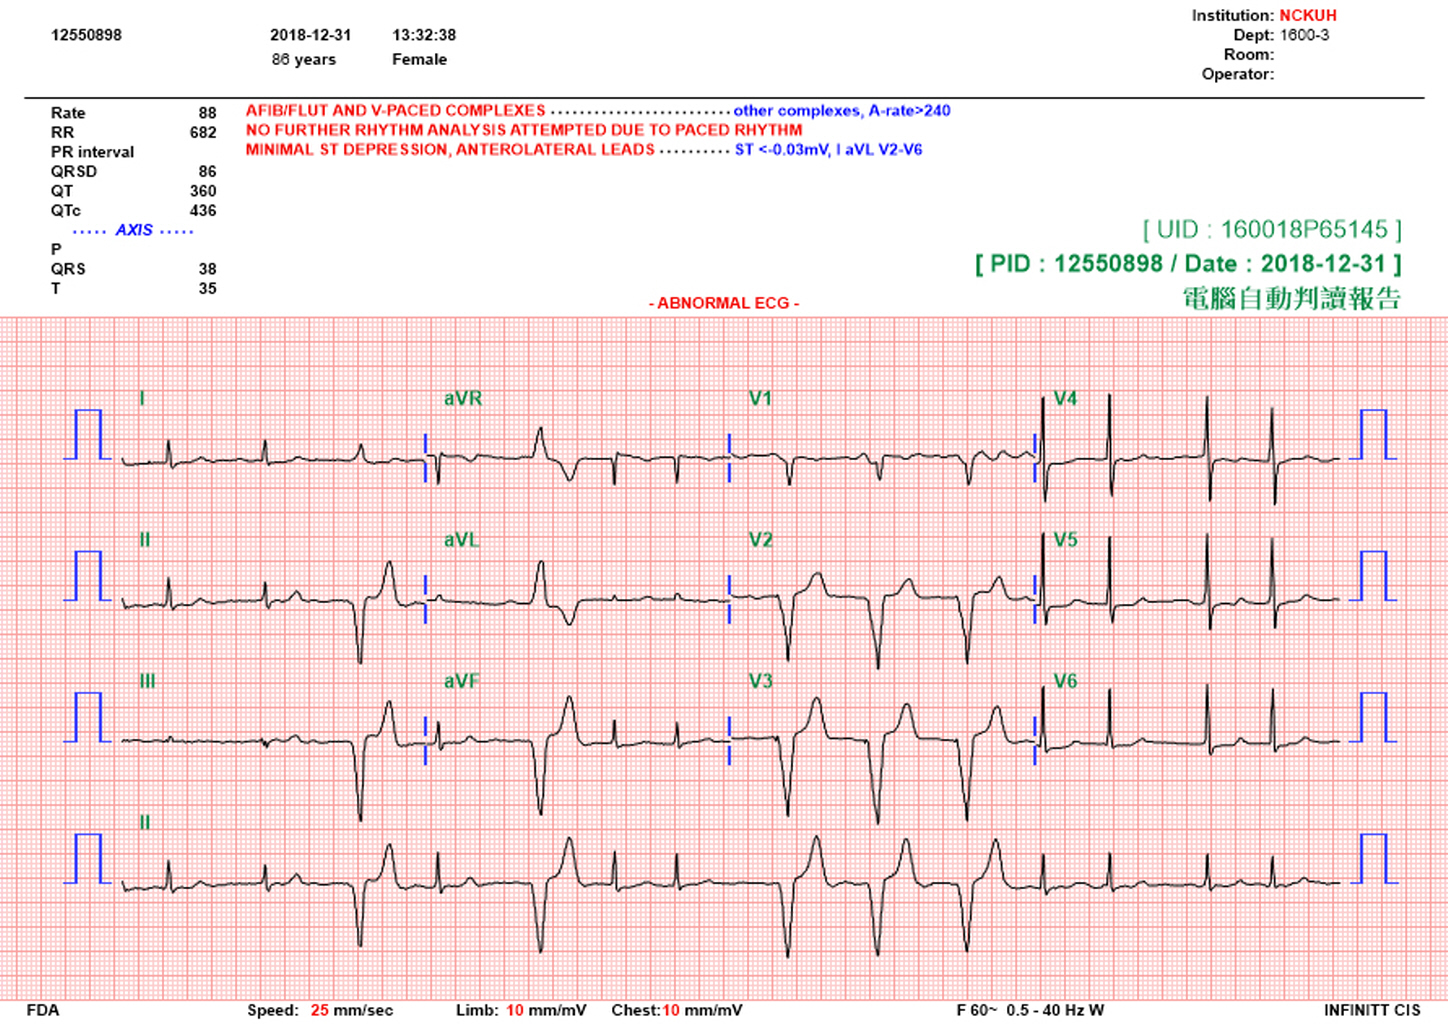 Institution: NCKUH
12550898 2018-12-31 13:32:38 Dept: 1600-3
86 years Female Room:
Operator:
Rate 88 AFIB/FLUT AND V-PACED COMPLEXES ························ other complexes, A-rate>240
RR 682 NO FURTHER RHYTHM ANALYSIS ATTEMPTED DUE TO PACED RHYTHM
PR interval MINIMAL ST DEPRESSION, ANTEROLATERAL LEADS ·········· ST <-0.03mV, I aVL V2-V6
QRSD 86
QT 360
QTc 436
····· AXIS ·····
P
QRS 38
T 35
[ UID : 160018P65145 ]
[ PID : 12550898 / Date : 2018-12-31 ]
電腦自動判讀報告
- ABNORMAL ECG -
I aVR V1 V4
II aVL V2 V5
III aVF V3 V6
II
FDA Speed: 25 mm/sec Limb: 10 mm/mV Chest:10 mm/mV F 60~ 0.5 - 40 Hz W INFINITT CIS